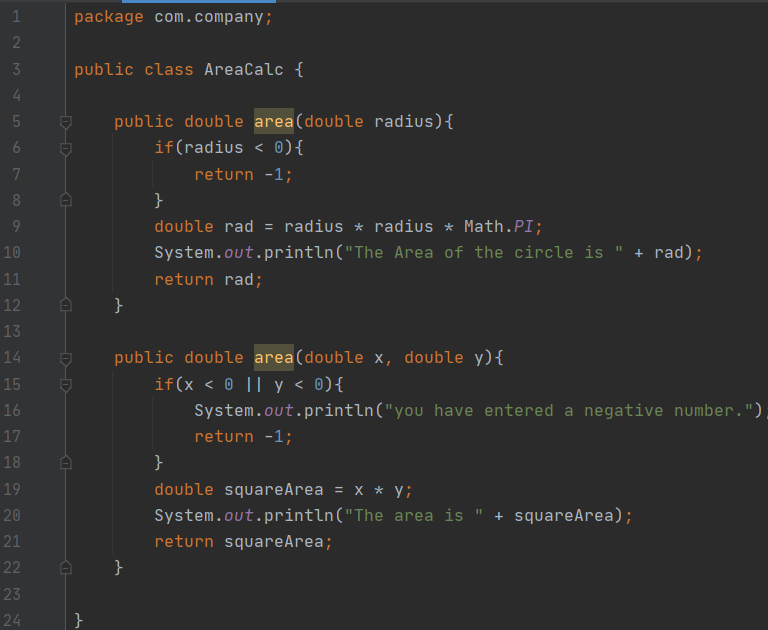 1 package com.company;
2
3 public class AreaCalc {
4
5     public double area(double radius){
6         if(radius < 0){
7             return -1;
8         }
9         double rad = radius * radius * Math.PI;
10         System.out.println("The Area of the circle is " + rad);
11         return rad;
12     }
13
14     public double area(double x, double y){
15         if(x < 0 || y < 0){
16             System.out.println("you have entered a negative number.");
17             return -1;
18         }
19         double squareArea = x * y;
20         System.out.println("The area is " + squareArea);
21         return squareArea;
22     }
23
24 }